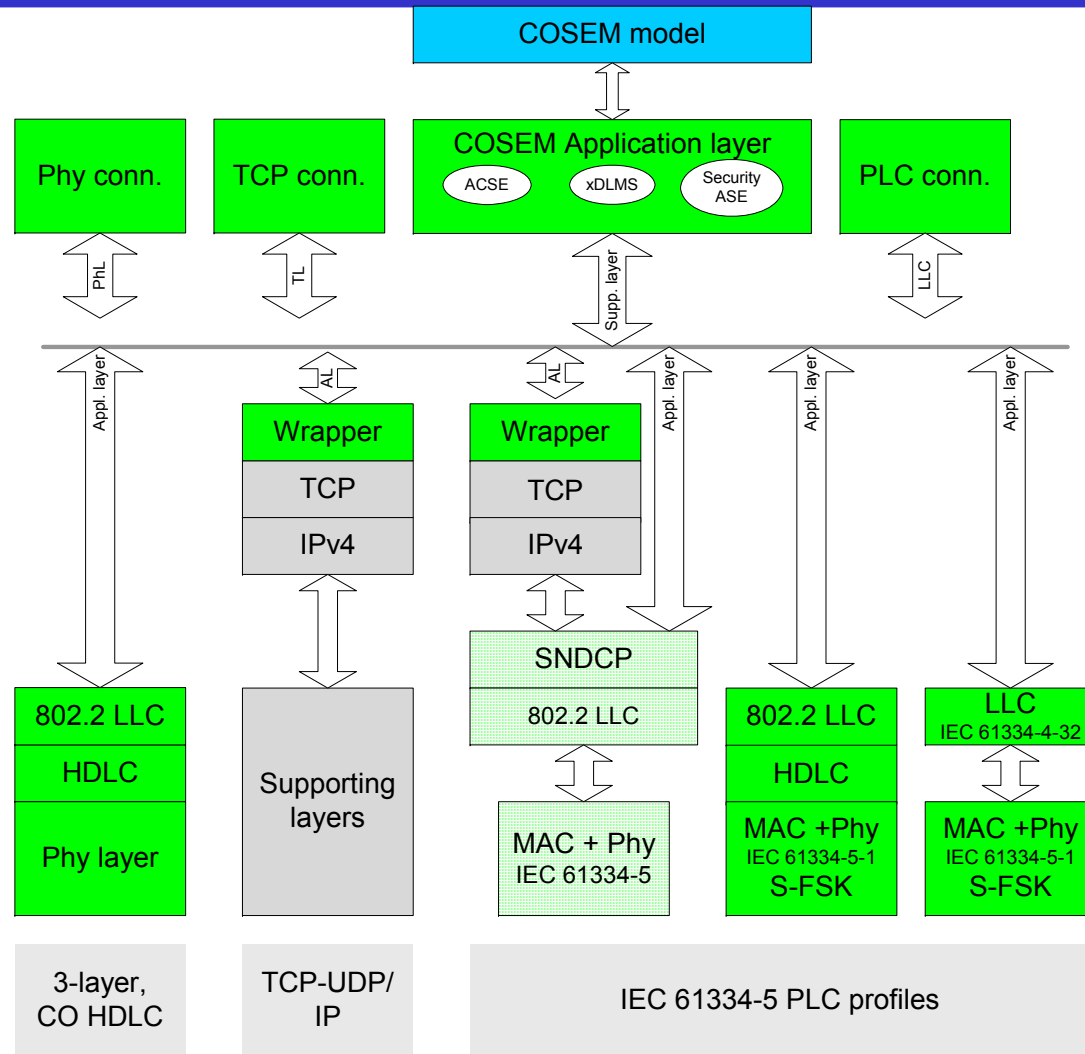 COSEM model
Phy conn.
TCP conn.
COSEM Application layer
ACSE
xDLMS
Security
ASE
PLC conn.
PhL
TL
Supp. layer
LLC
Appl. layer
AL
AL
Appl. layer
Appl. layer
Appl. layer
Wrapper
TCP
IPv4
Wrapper
TCP
IPv4
SNDCP
802.2 LLC
802.2 LLC
HDLC
Phy layer
Supporting
layers
MAC + Phy
IEC 61334-5
802.2 LLC
HDLC
MAC +Phy
IEC 61334-5-1
S-FSK
LLC
IEC 61334-4-32
MAC +Phy
IEC 61334-5-1
S-FSK
3-layer,
CO HDLC
TCP-UDP/
IP
IEC 61334-5 PLC profiles